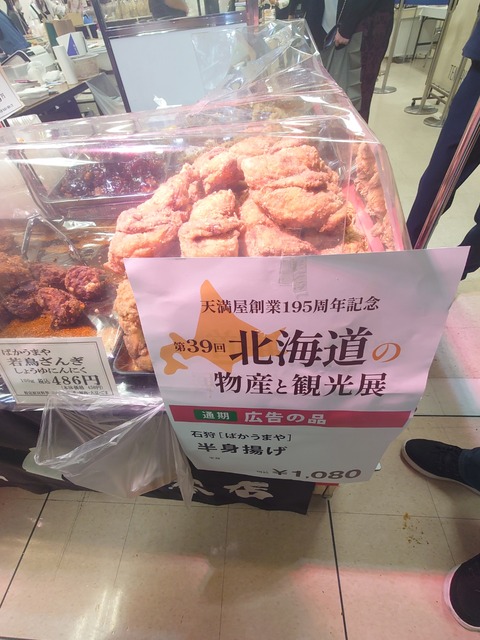 天満屋創業195周年記念
第39回 北海道の
物産と観光展
通期 広告の品
石狩[ばかうまや]
半身揚げ
¥1,080
ばかうまや
若鳥ざんぎ
しょうゆにんにく
税込486円